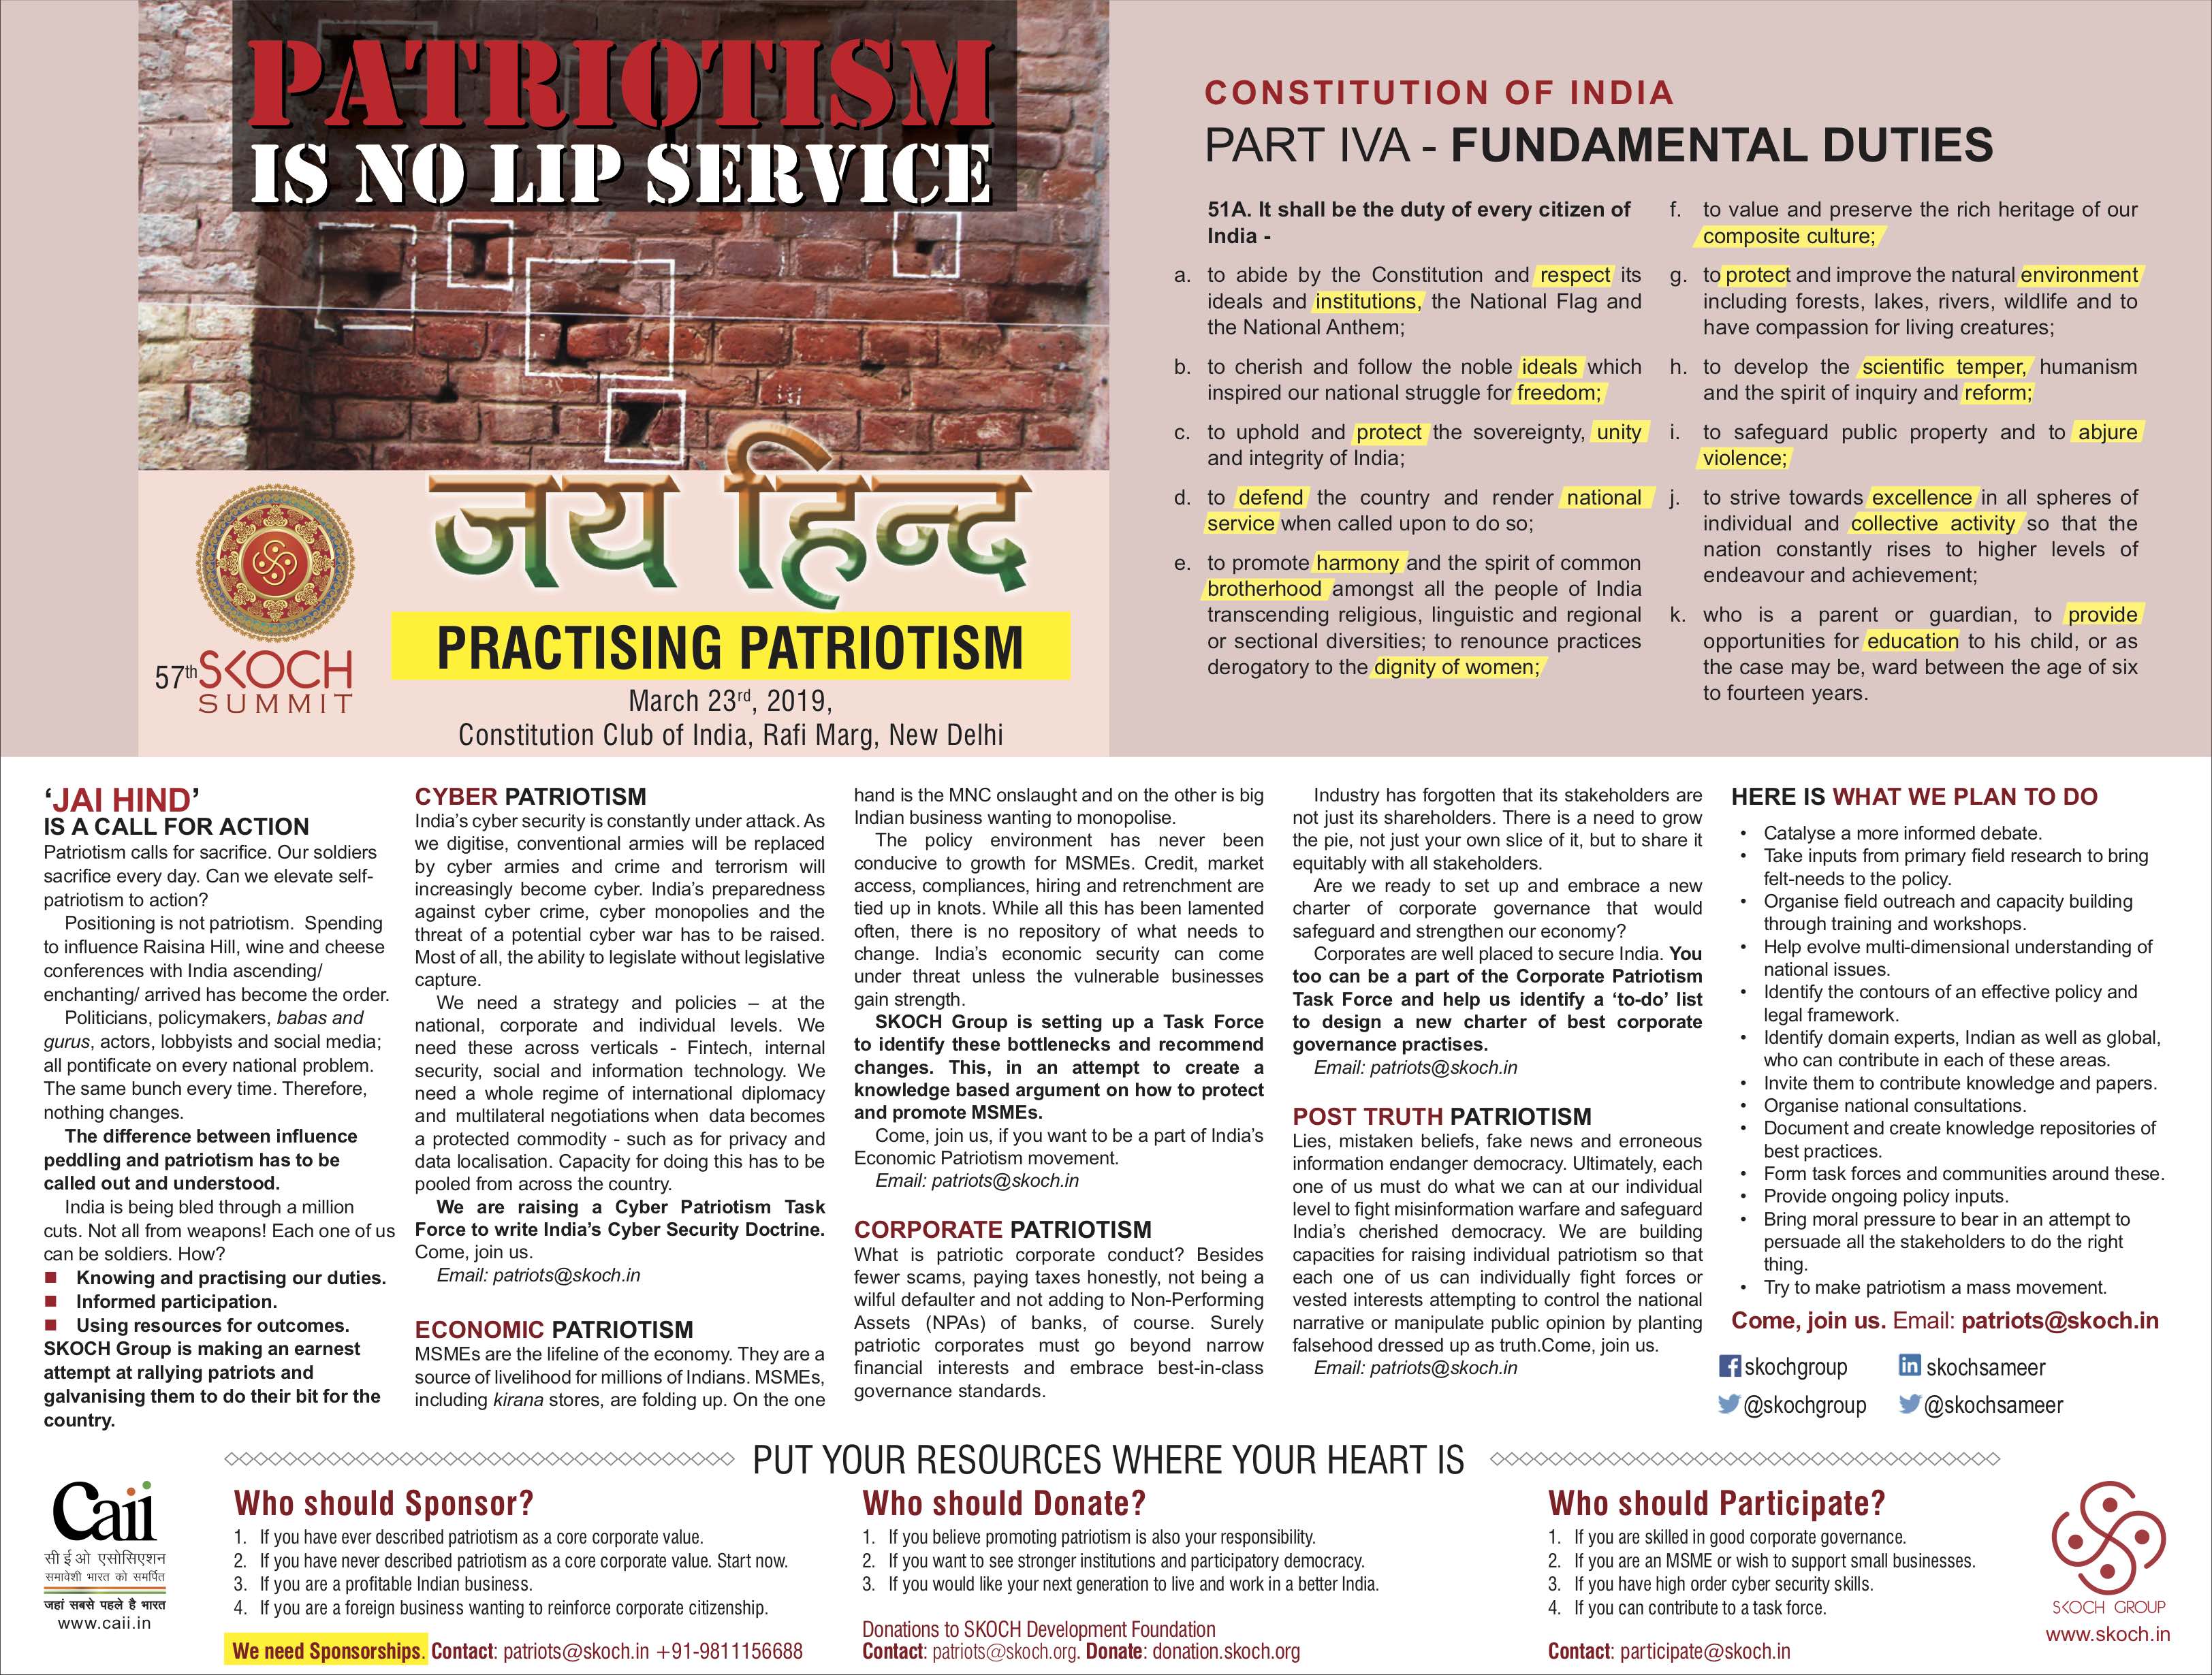 PATRIOTISM
IS NO LIP SERVICE
जय हिन्द
57th SKOCH
SUMMIT
PRACTISING PATRIOTISM
March 23rd, 2019,
Constitution Club of India, Rafi Marg, New Delhi
CONSTITUTION OF INDIA
PART IVA - FUNDAMENTAL DUTIES
51A. It shall be the duty of every citizen of
India -
a. to abide by the Constitution and respect its
ideals and institutions, the National Flag and
the National Anthem;
b. to cherish and follow the noble ideals which
inspired our national struggle for freedom;
c. to uphold and protect the sovereignty, unity
and integrity of India;
d. to defend the country and render national
service when called upon to do so;
e. to promote harmony and the spirit of common
brotherhood amongst all the people of India
transcending religious, linguistic and regional
or sectional diversities; to renounce practices
derogatory to the dignity of women;
f. to value and preserve the rich heritage of our
composite culture;
g. to protect and improve the natural environment
including forests, lakes, rivers, wildlife and to
have compassion for living creatures;
h. to develop the scientific temper, humanism
and the spirit of inquiry and reform;
i. to safeguard public property and to abjure
violence;
j. to strive towards excellence in all spheres of
individual and collective activity so that the
nation constantly rises to higher levels of
endeavour and achievement;
k. who is a parent or guardian, to provide
opportunities for education to his child, or as
the case may be, ward between the age of six
to fourteen years.
‘JAI HIND’
IS A CALL FOR ACTION
Patriotism calls for sacrifice. Our soldiers
sacrifice every day. Can we elevate self-
patriotism to action?
Positioning is not patriotism. Spending
to influence Raisina Hill, wine and cheese
conferences with India ascending/
enchanting/ arrived has become the order.
Politicians, policymakers, babas and
gurus, actors, lobbyists and social media;
all pontificate on every national problem.
The same bunch every time. Therefore,
nothing changes.
The difference between influence
peddling and patriotism has to be
called out and understood.
India is being bled through a million
cuts. Not all from weapons! Each one of us
can be soldiers. How?
■ Knowing and practising our duties.
■ Informed participation.
■ Using resources for outcomes.
SKOCH Group is making an earnest
attempt at rallying patriots and
galvanising them to do their bit for the
country.
CYBER PATRIOTISM
India’s cyber security is constantly under attack. As
we digitise, conventional armies will be replaced
by cyber armies and crime and terrorism will
increasingly become cyber. India’s preparedness
against cyber crime, cyber monopolies and the
threat of a potential cyber war has to be raised.
Most of all, the ability to legislate without legislative
capture.
We need a strategy and policies – at the
national, corporate and individual levels. We
need these across verticals - Fintech, internal
security, social and information technology. We
need a whole regime of international diplomacy
and multilateral negotiations when data becomes
a protected commodity - such as for privacy and
data localisation. Capacity for doing this has to be
pooled from across the country.
We are raising a Cyber Patriotism Task
Force to write India’s Cyber Security Doctrine.
Come, join us.
Email: patriots@skoch.in
ECONOMIC PATRIOTISM
MSMEs are the lifeline of the economy. They are a
source of livelihood for millions of Indians. MSMEs,
including kirana stores, are folding up. On the one
hand is the MNC onslaught and on the other is big
Indian business wanting to monopolise.
The policy environment has never been
conducive to growth for MSMEs. Credit, market
access, compliances, hiring and retrenchment are
tied up in knots. While all this has been lamented
often, there is no repository of what needs to
change. India’s economic security can come
under threat unless the vulnerable businesses
gain strength.
SKOCH Group is setting up a Task Force
to identify these bottlenecks and recommend
changes. This, in an attempt to create a
knowledge based argument on how to protect
and promote MSMEs.
Come, join us, if you want to be a part of India’s
Economic Patriotism movement.
Email: patriots@skoch.in
CORPORATE PATRIOTISM
What is patriotic corporate conduct? Besides
fewer scams, paying taxes honestly, not being a
wilful defaulter and not adding to Non-Performing
Assets (NPAs) of banks, of course. Surely
patriotic corporates must go beyond narrow
financial interests and embrace best-in-class
governance standards.
Industry has forgotten that its stakeholders are
not just its shareholders. There is a need to grow
the pie, not just your own slice of it, but to share it
equitably with all stakeholders.
Are we ready to set up and embrace a new
charter of corporate governance that would
safeguard and strengthen our economy?
Corporates are well placed to secure India. You
too can be a part of the Corporate Patriotism
Task Force and help us identify a ‘to-do’ list
to design a new charter of best corporate
governance practises.
Email: patriots@skoch.in
POST TRUTH PATRIOTISM
Lies, mistaken beliefs, fake news and erroneous
information endanger democracy. Ultimately, each
one of us must do what we can at our individual
level to fight misinformation warfare and safeguard
India’s cherished democracy. We are building
capacities for raising individual patriotism so that
each one of us can individually fight forces or
vested interests attempting to control the national
narrative or manipulate public opinion by planting
falsehood dressed up as truth.Come, join us.
Email: patriots@skoch.in
HERE IS WHAT WE PLAN TO DO
• Catalyse a more informed debate.
• Take inputs from primary field research to bring
felt-needs to the policy.
• Organise field outreach and capacity building
through training and workshops.
• Help evolve multi-dimensional understanding of
national issues.
• Identify the contours of an effective policy and
legal framework.
• Identify domain experts, Indian as well as global,
who can contribute in each of these areas.
• Invite them to contribute knowledge and papers.
• Organise national consultations.
• Document and create knowledge repositories of
best practices.
• Form task forces and communities around these.
• Provide ongoing policy inputs.
• Bring moral pressure to bear in an attempt to
persuade all the stakeholders to do the right
thing.
• Try to make patriotism a mass movement.
Come, join us. Email: patriots@skoch.in
skochgroup
skochsameer
@skochgroup
@skochsameer
PUT YOUR RESOURCES WHERE YOUR HEART IS
Caii
सी ई ओ एसोसिएशन
समावेशी भारत को समर्पित
जहां सबसे पहले है भारत
www.caii.in
Who should Sponsor?
1. If you have ever described patriotism as a core corporate value.
2. If you have never described patriotism as a core corporate value. Start now.
3. If you are a profitable Indian business.
4. If you are a foreign business wanting to reinforce corporate citizenship.
We need Sponsorships. Contact: patriots@skoch.in +91-9811156688
Who should Donate?
1. If you believe promoting patriotism is also your responsibility.
2. If you want to see stronger institutions and participatory democracy.
3. If you would like your next generation to live and work in a better India.
Donations to SKOCH Development Foundation
Contact: patriots@skoch.org. Donate: donation.skoch.org
Who should Participate?
1. If you are skilled in good corporate governance.
2. If you are an MSME or wish to support small businesses.
3. If you have high order cyber security skills.
4. If you can contribute to a task force.
Contact: participate@skoch.in
SKOCH GROUP
www.skoch.in